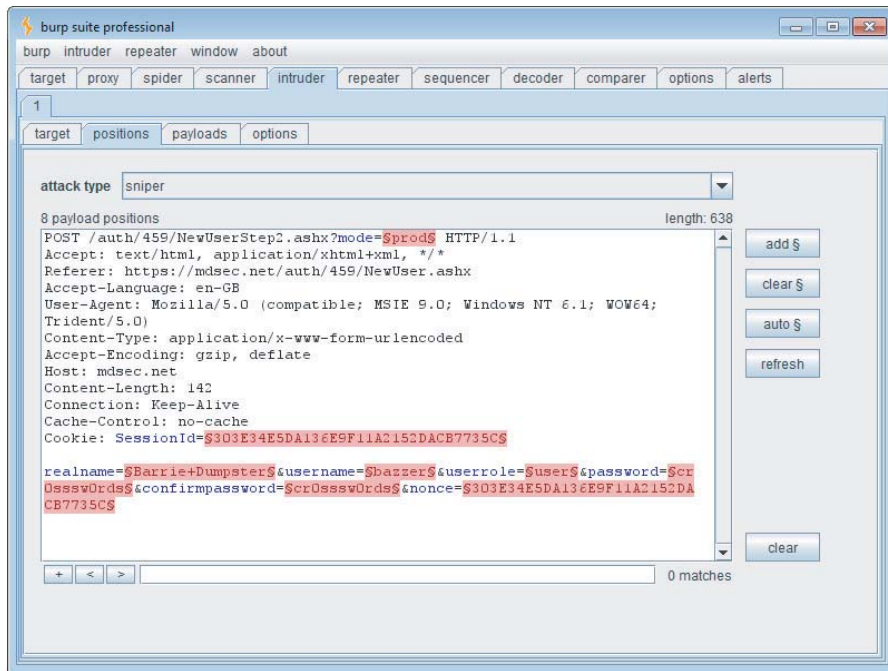 burp suite professional
burp intruder repeater window about
target proxy spider scanner intruder repeater sequencer decoder comparer options alerts
1
target positions payloads options
attack type sniper
8 payload positions length: 638
POST /auth/459/NewUserStep2.ashx?mode=§prod§ HTTP/1.1
Accept: text/html, application/xhtml+xml, */*
Referer: https://mdsec.net/auth/459/NewUser.ashx
Accept-Language: en-GB
User-Agent: Mozilla/5.0 (compatible; MSIE 9.0; Windows NT 6.1; WOW64;
Trident/5.0)
Content-Type: application/x-www-form-urlencoded
Accept-Encoding: gzip, deflate
Host: mdsec.net
Content-Length: 142
Connection: Keep-Alive
Cache-Control: no-cache
Cookie: SessionId=§303E34E5DA136E9F11A2152DACB7735C§
realname=§Barrie+Dumpster§&username=§bazzer§&userrole=§user§&password=§cr
0sssw0rds§&confirmpassword=§cr0sssw0rds§&nonce=§303E34E5DA136E9F11A2152DA
CB7735C§
add §
clear §
auto §
refresh
clear
+ < > 0 matches